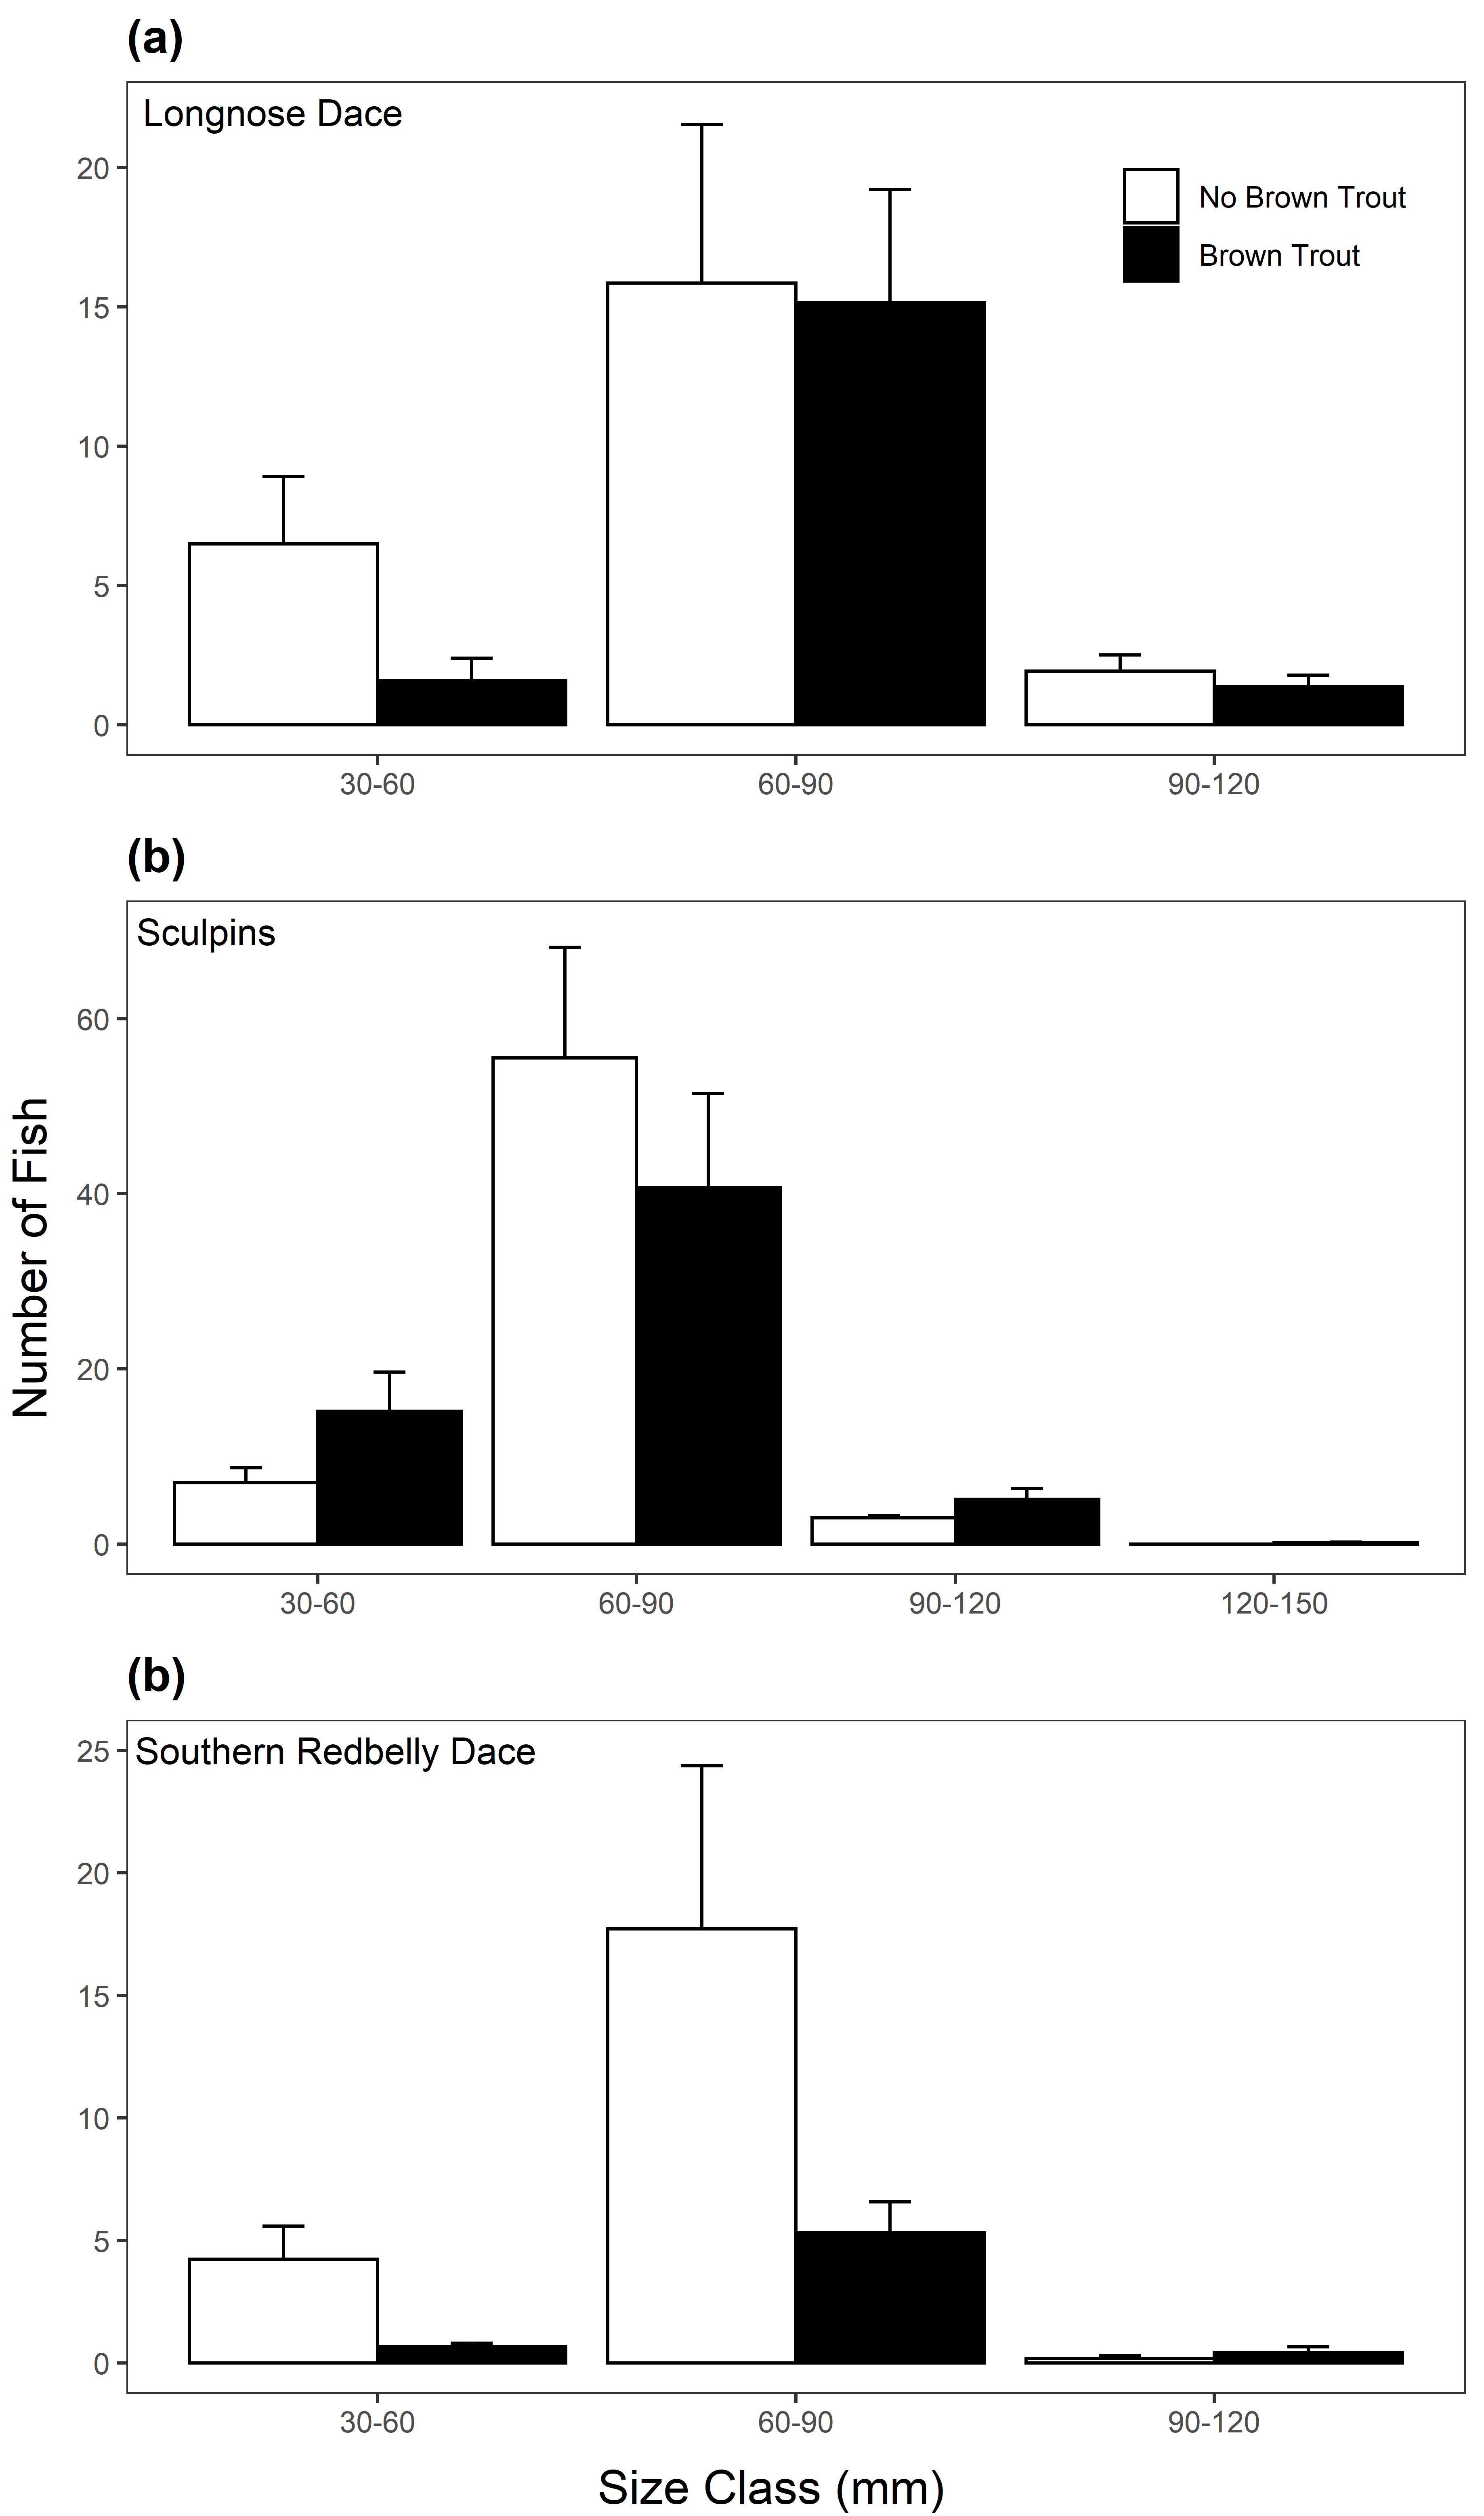 (a)
Longnose Dace
20
15
10
5
0
No Brown Trout
Brown Trout
30-60
60-90
90-120
(b)
Sculpins
60
40
20
0
30-60
60-90
90-120
120-150
Number of Fish
(b)
Southern Redbelly Dace
25
20
15
10
5
0
30-60
60-90
90-120
Size Class (mm)